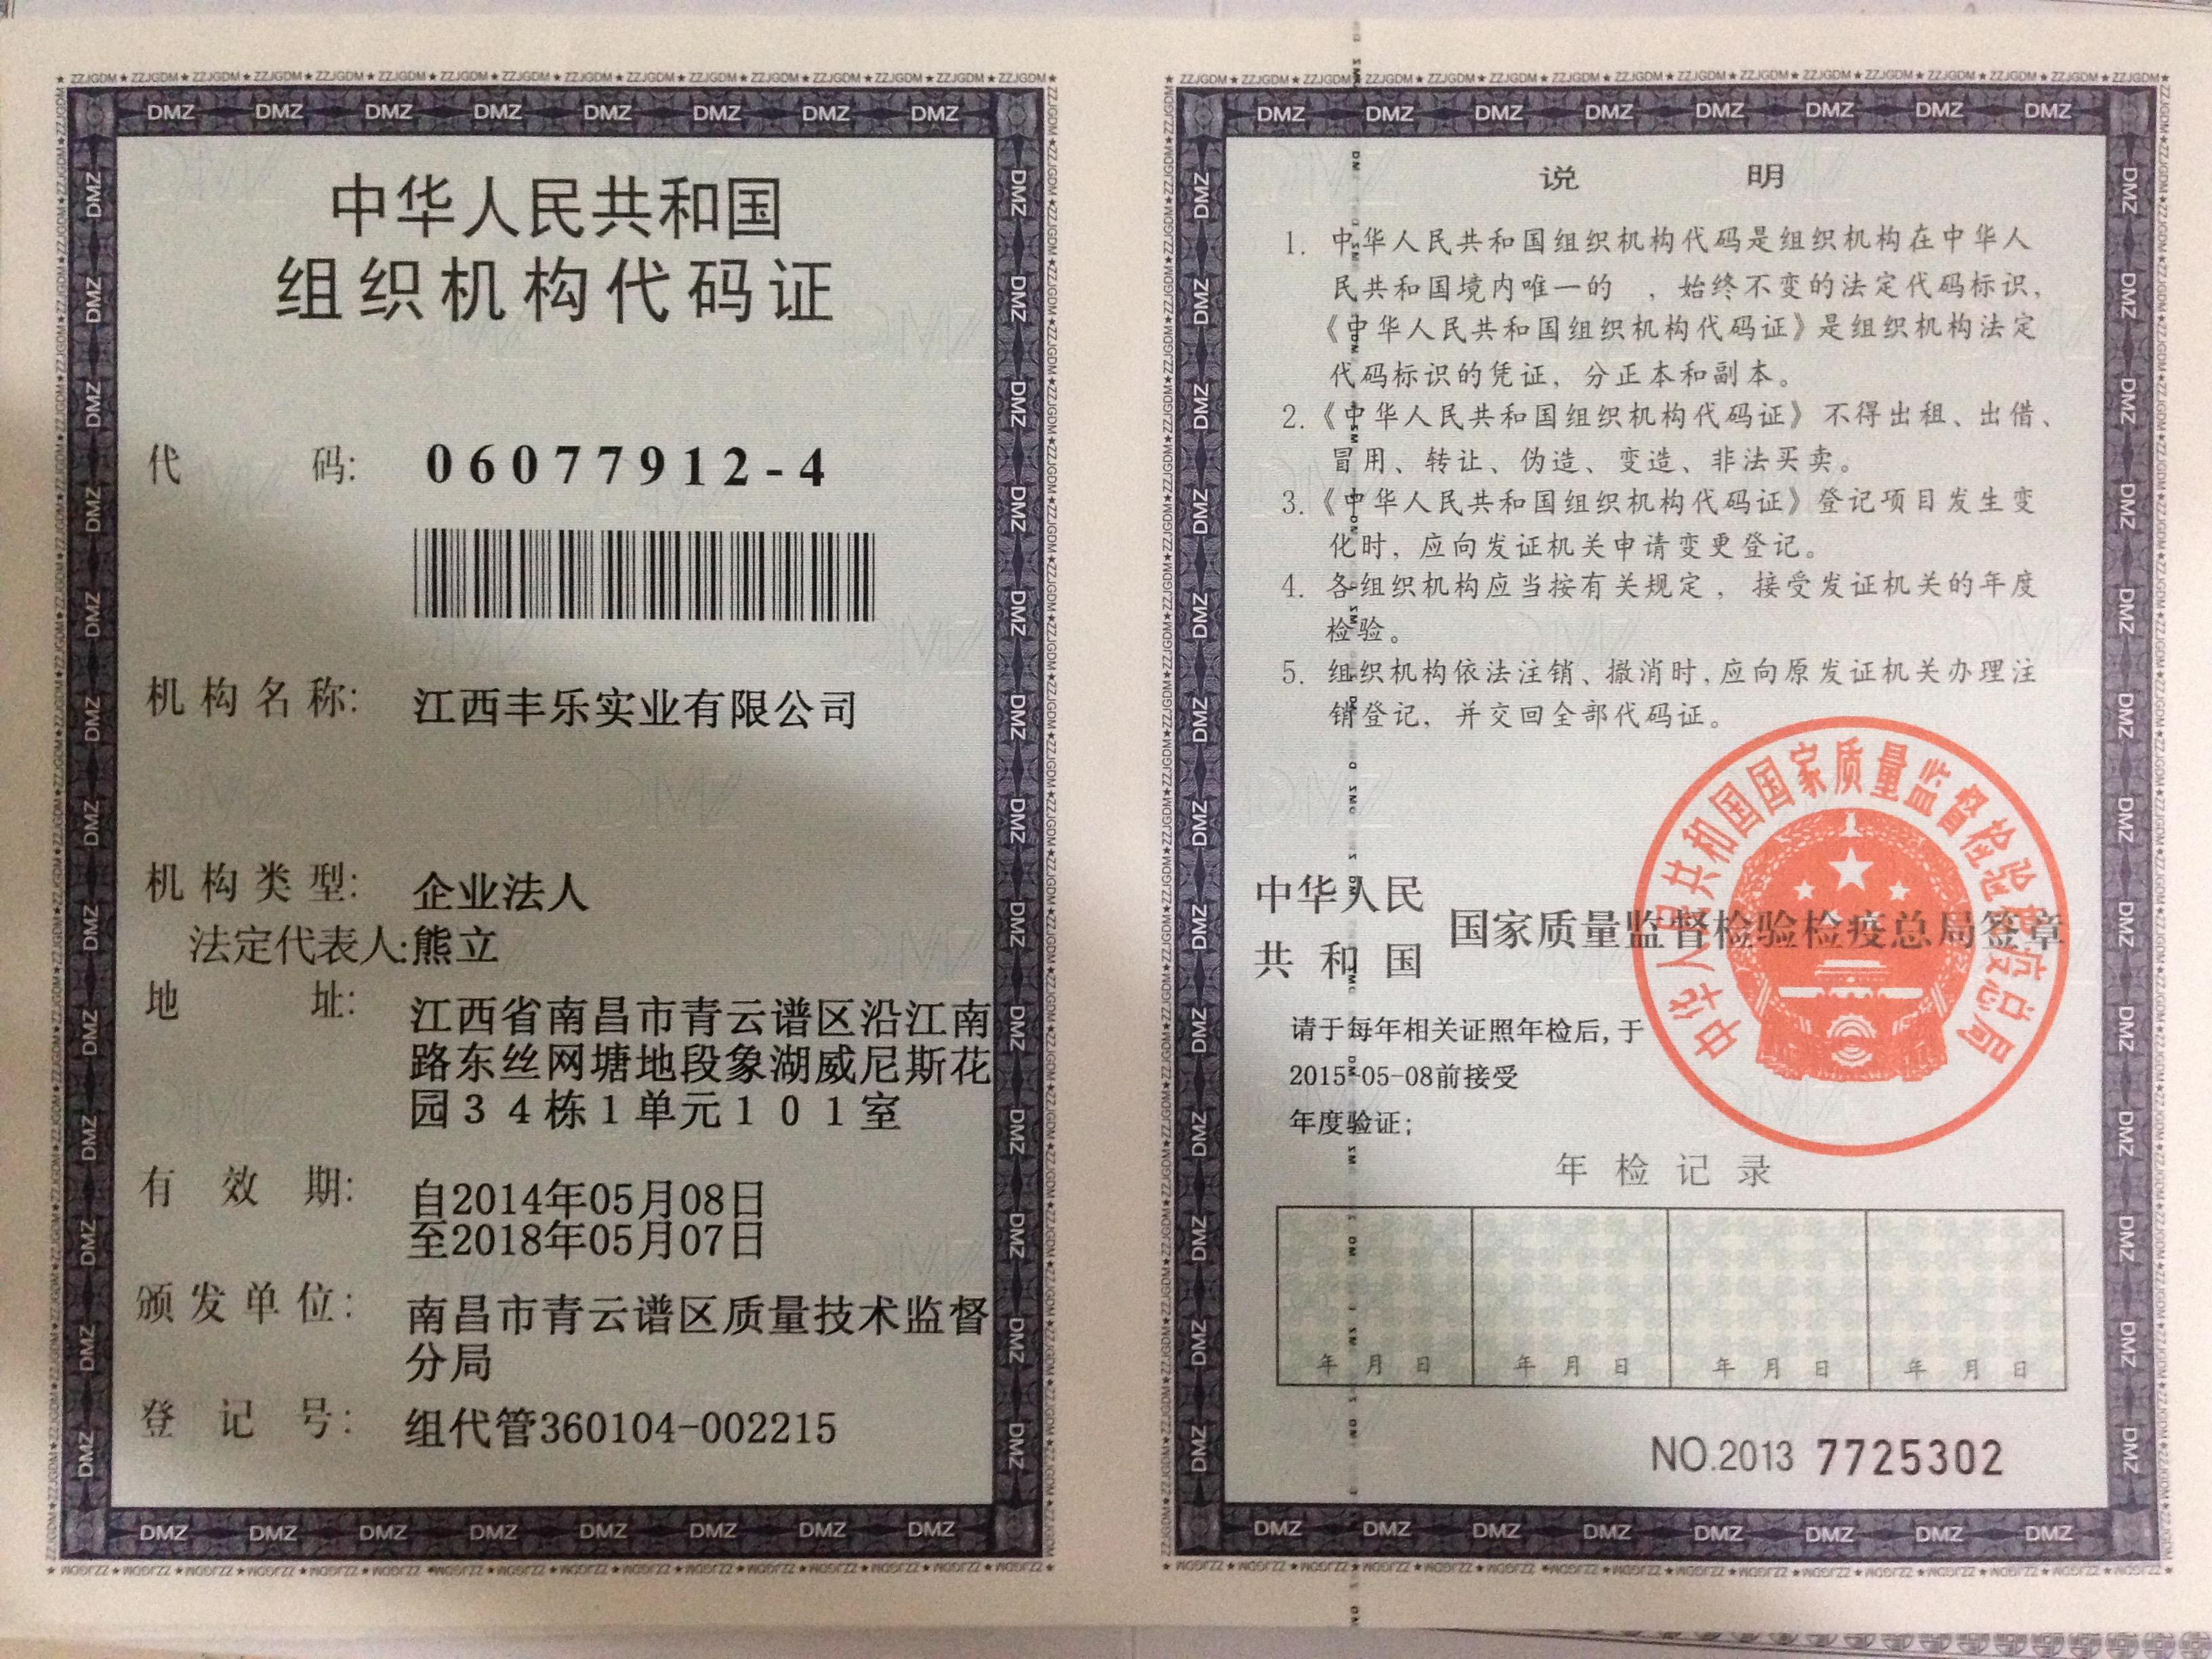 中华人民共和国
组织机构代码证
代 码: 06077912-4
机构名称: 江西丰乐实业有限公司
机构类型: 企业法人
法定代表人:熊立
地 址: 江西省南昌市青云谱区沿江南
路东丝网塘地段象湖威尼斯花
园34栋1单元101室
有 效 期: 自2014年05月08日
至2018年05月07日
颁发单位: 南昌市青云谱区质量技术监督
分局
登 记 号: 组代管360104-002215
说 明
1. 中华人民共和国组织机构代码是组织机构在中华人
民共和国境内唯一的 ,始终不变的法定代码标识,
《中华人民共和国组织机构代码证》是组织机构法定
代码标识的凭证,分正本和副本。
2.《中华人民共和国组织机构代码证》不得出租、出借、
冒用、转让、伪造、变造、非法买卖。
3.《中华人民共和国组织机构代码证》登记项目发生变
化时,应向发证机关申请变更登记。
4. 各组织机构应当按有关规定,接受发证机关的年度
检验。
5. 组织机构依法注销、撤消时,应向原发证机关办理注
销登记,并交回全部代码证。
中华人民
共和国 国家质量监督检验检疫总局签章
中华人民共和国国家质量监督检验检疫总局
请于每年相关证照年检后,于
2015-05-08前接受
年度验证;
年检记录
年 月 日 年 月 日 年 月 日 年 月 日
NO.2013 7725302